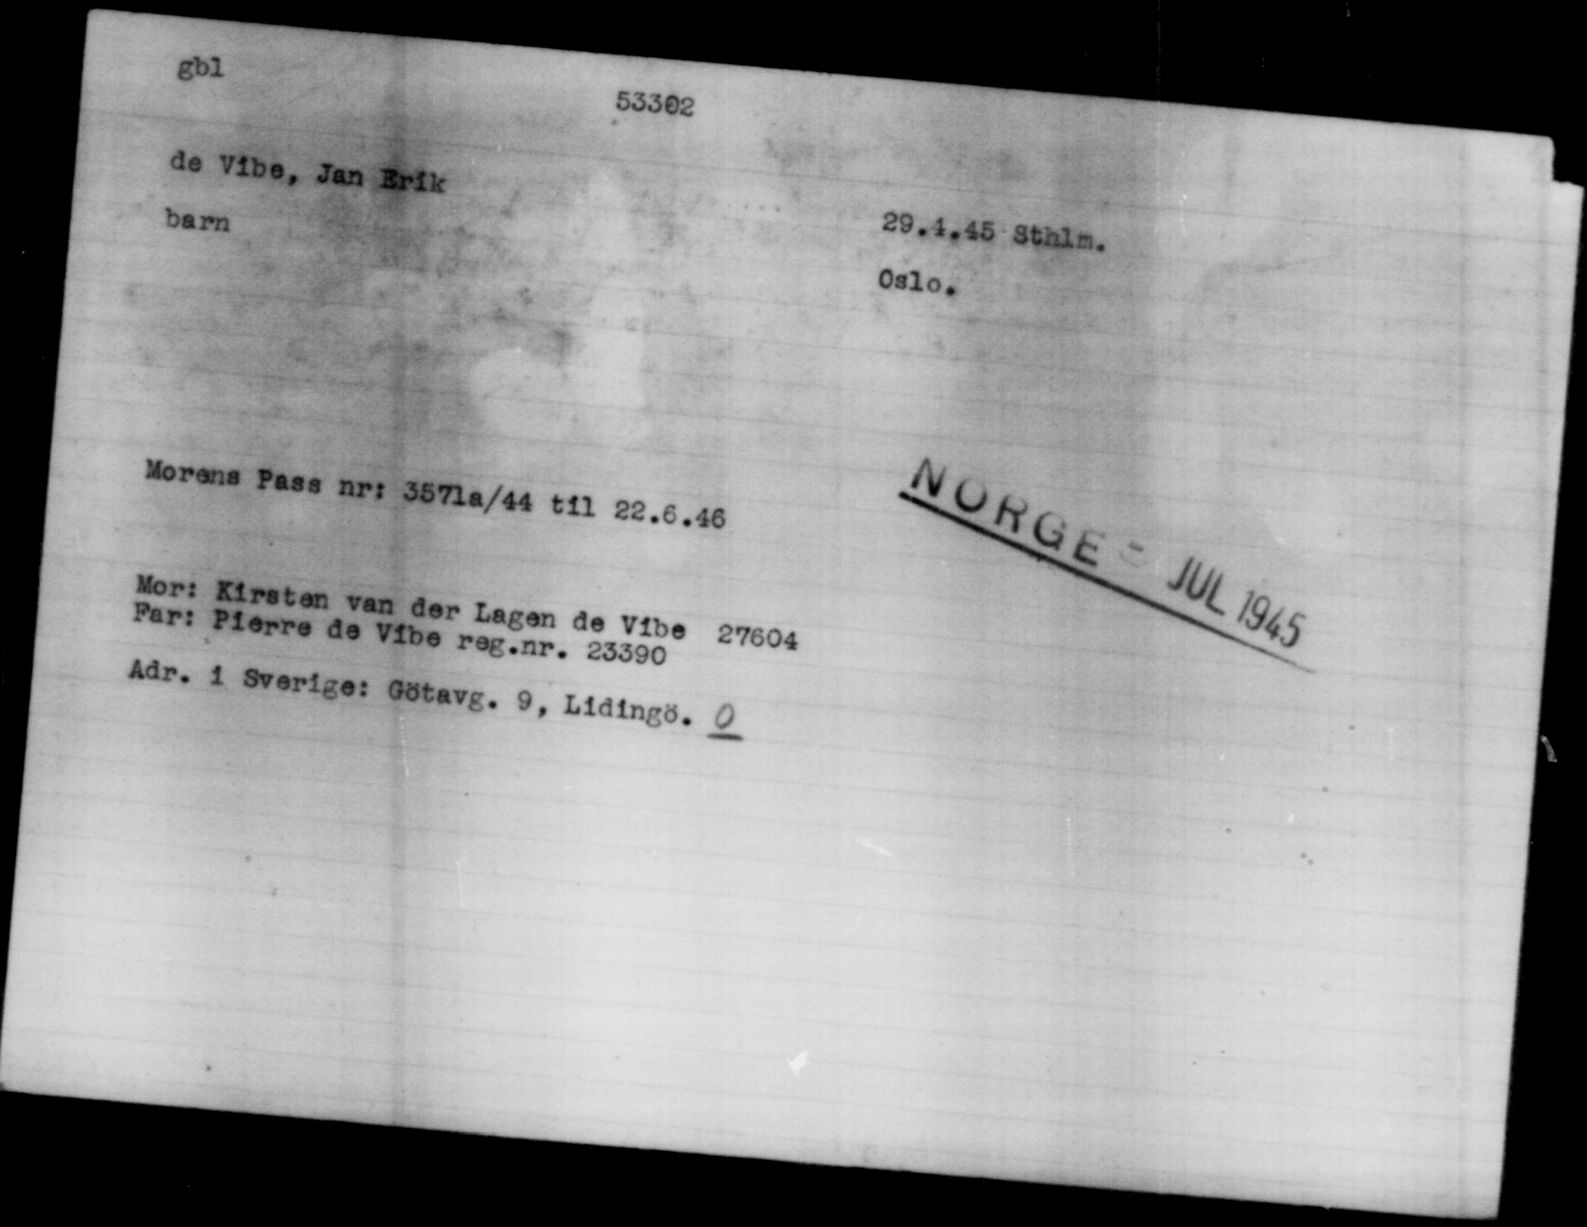 gbl
53302
de Vibe, Jan Erik
29.4.45 Sthlm.
barn
Oslo.
Morens Pass nr: 3571a/44 til 22.6.46
NORGE - JUL 1945
Mor: Kirsten van der Lagen de Vibe 27604
Far: Pierre de Vibe reg.nr. 23390
Adr. i Sverige: Götavg. 9, Lidingö. O